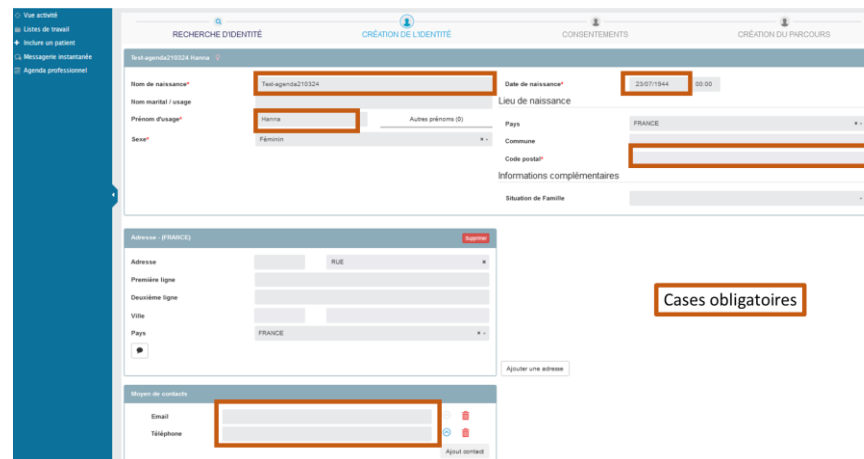 Vue activité
Listes de travail
Inclure un patient
Messagerie instantanée
Agenda professionnel
RECHERCHE D'IDENTITÉ
CRÉATION DE L'IDENTITÉ
CONSENTEMENTS
CRÉATION DU PARCOURS
Test-agenda210324 Hanna
Nom de naissance* Test-agenda210324
Nom marital / usage
Prénom d'usage* Hanna Autres prénoms (0)
Sexe* Féminin
Date de naissance* 23/07/1944 00:00
Lieu de naissance
Pays FRANCE
Commune
Code postal*
Informations complémentaires
Situation de Famille
Adresse - (FRANCE) Supprimer
Adresse RUE
Première ligne
Deuxième ligne
Ville
Pays FRANCE
Ajouter une adresse
Cases obligatoires
Moyen de contacts
Email
Téléphone
Ajout contact